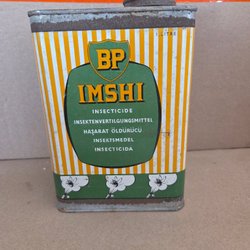 1 LITRE
BP
IMSHI
INSECTICIDE
INSEKTENVERTILGUNGSMITTEL
HAŞARAT ÖLDÜRÜCÜ
INSEKTSMEDEL
INSECTICIDA